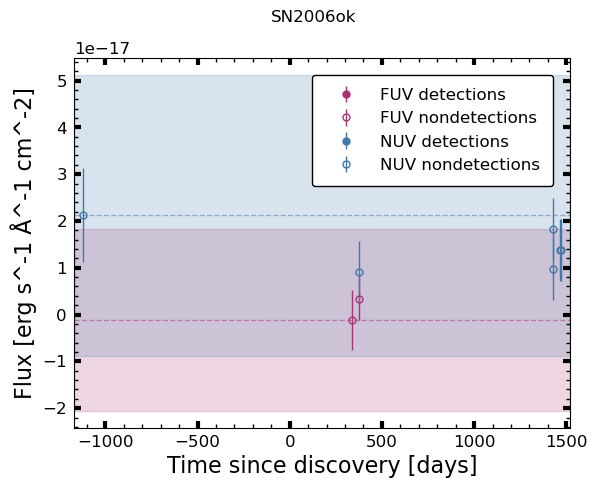 SN2006ok
1e−17
FUV detections
FUV nondetections
NUV detections
NUV nondetections
5
4
3
2
1
0
−1
−2
Flux [erg s^-1 Å^-1 cm^-2]
−1000 −500 0 500 1000 1500
Time since discovery [days]